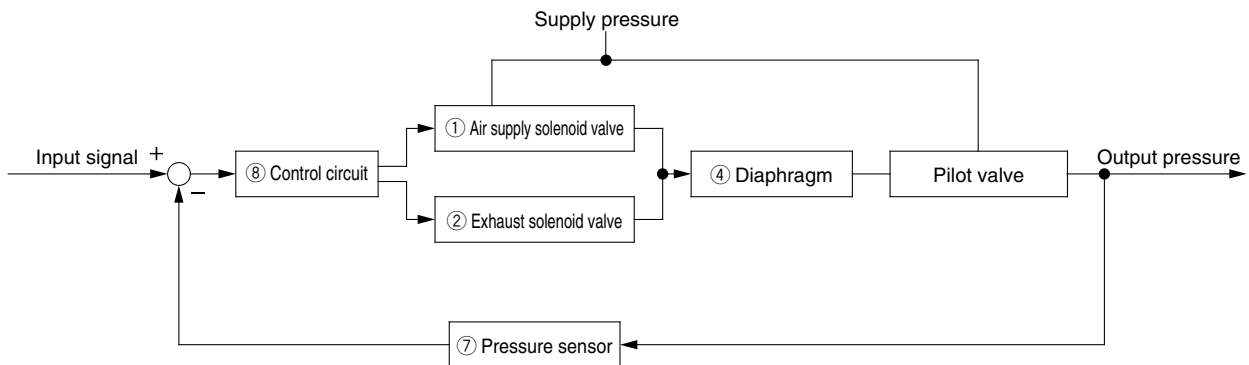 Supply pressure
① Air supply solenoid valve
Input signal
+
−
⑧ Control circuit
④ Diaphragm
Pilot valve
Output pressure
② Exhaust solenoid valve
⑦ Pressure sensor